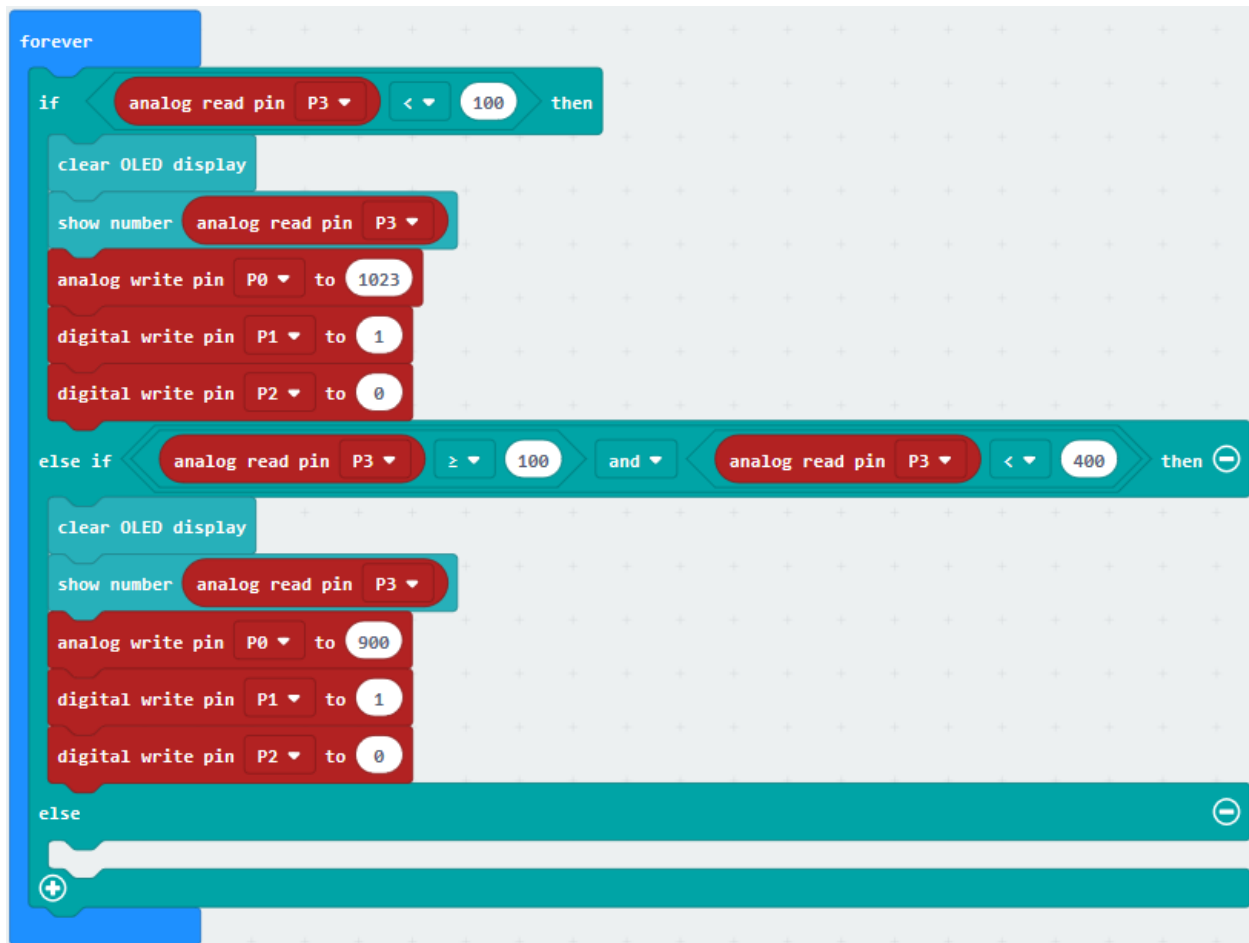 forever
if analog read pin P3 < 100 then
clear OLED display
show number analog read pin P3
analog write pin P0 to 1023
digital write pin P1 to 1
digital write pin P2 to 0
else if analog read pin P3 ≥ 100 and analog read pin P3 < 400 then
clear OLED display
show number analog read pin P3
analog write pin P0 to 900
digital write pin P1 to 1
digital write pin P2 to 0
else